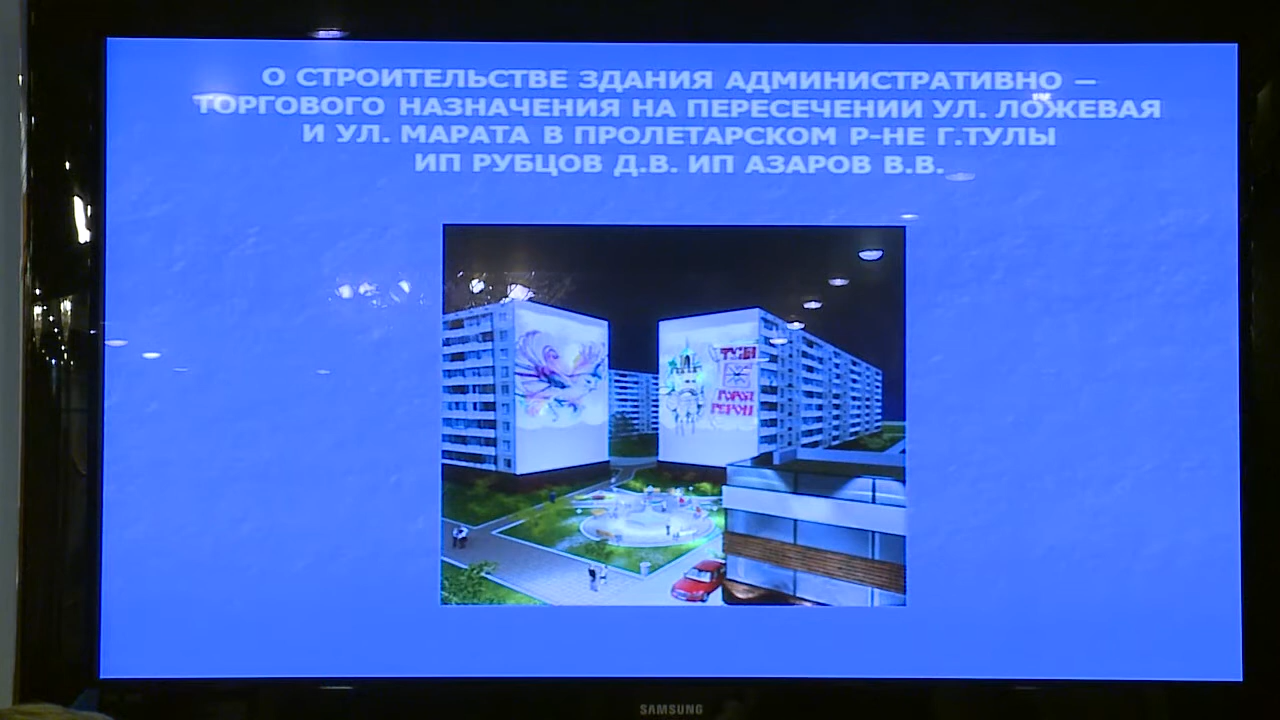 О СТРОИТЕЛЬСТВЕ ЗДАНИЯ АДМИНИСТРАТИВНО –
ТОРГОВОГО НАЗНАЧЕНИЯ НА ПЕРЕСЕЧЕНИИ УЛ. ЛОЖЕВАЯ
И УЛ. МАРАТА В ПРОЛЕТАРСКОМ Р-НЕ Г.ТУЛЫ
ИП РУБЦОВ Д.В. ИП АЗАРОВ В.В.
SAMSUNG